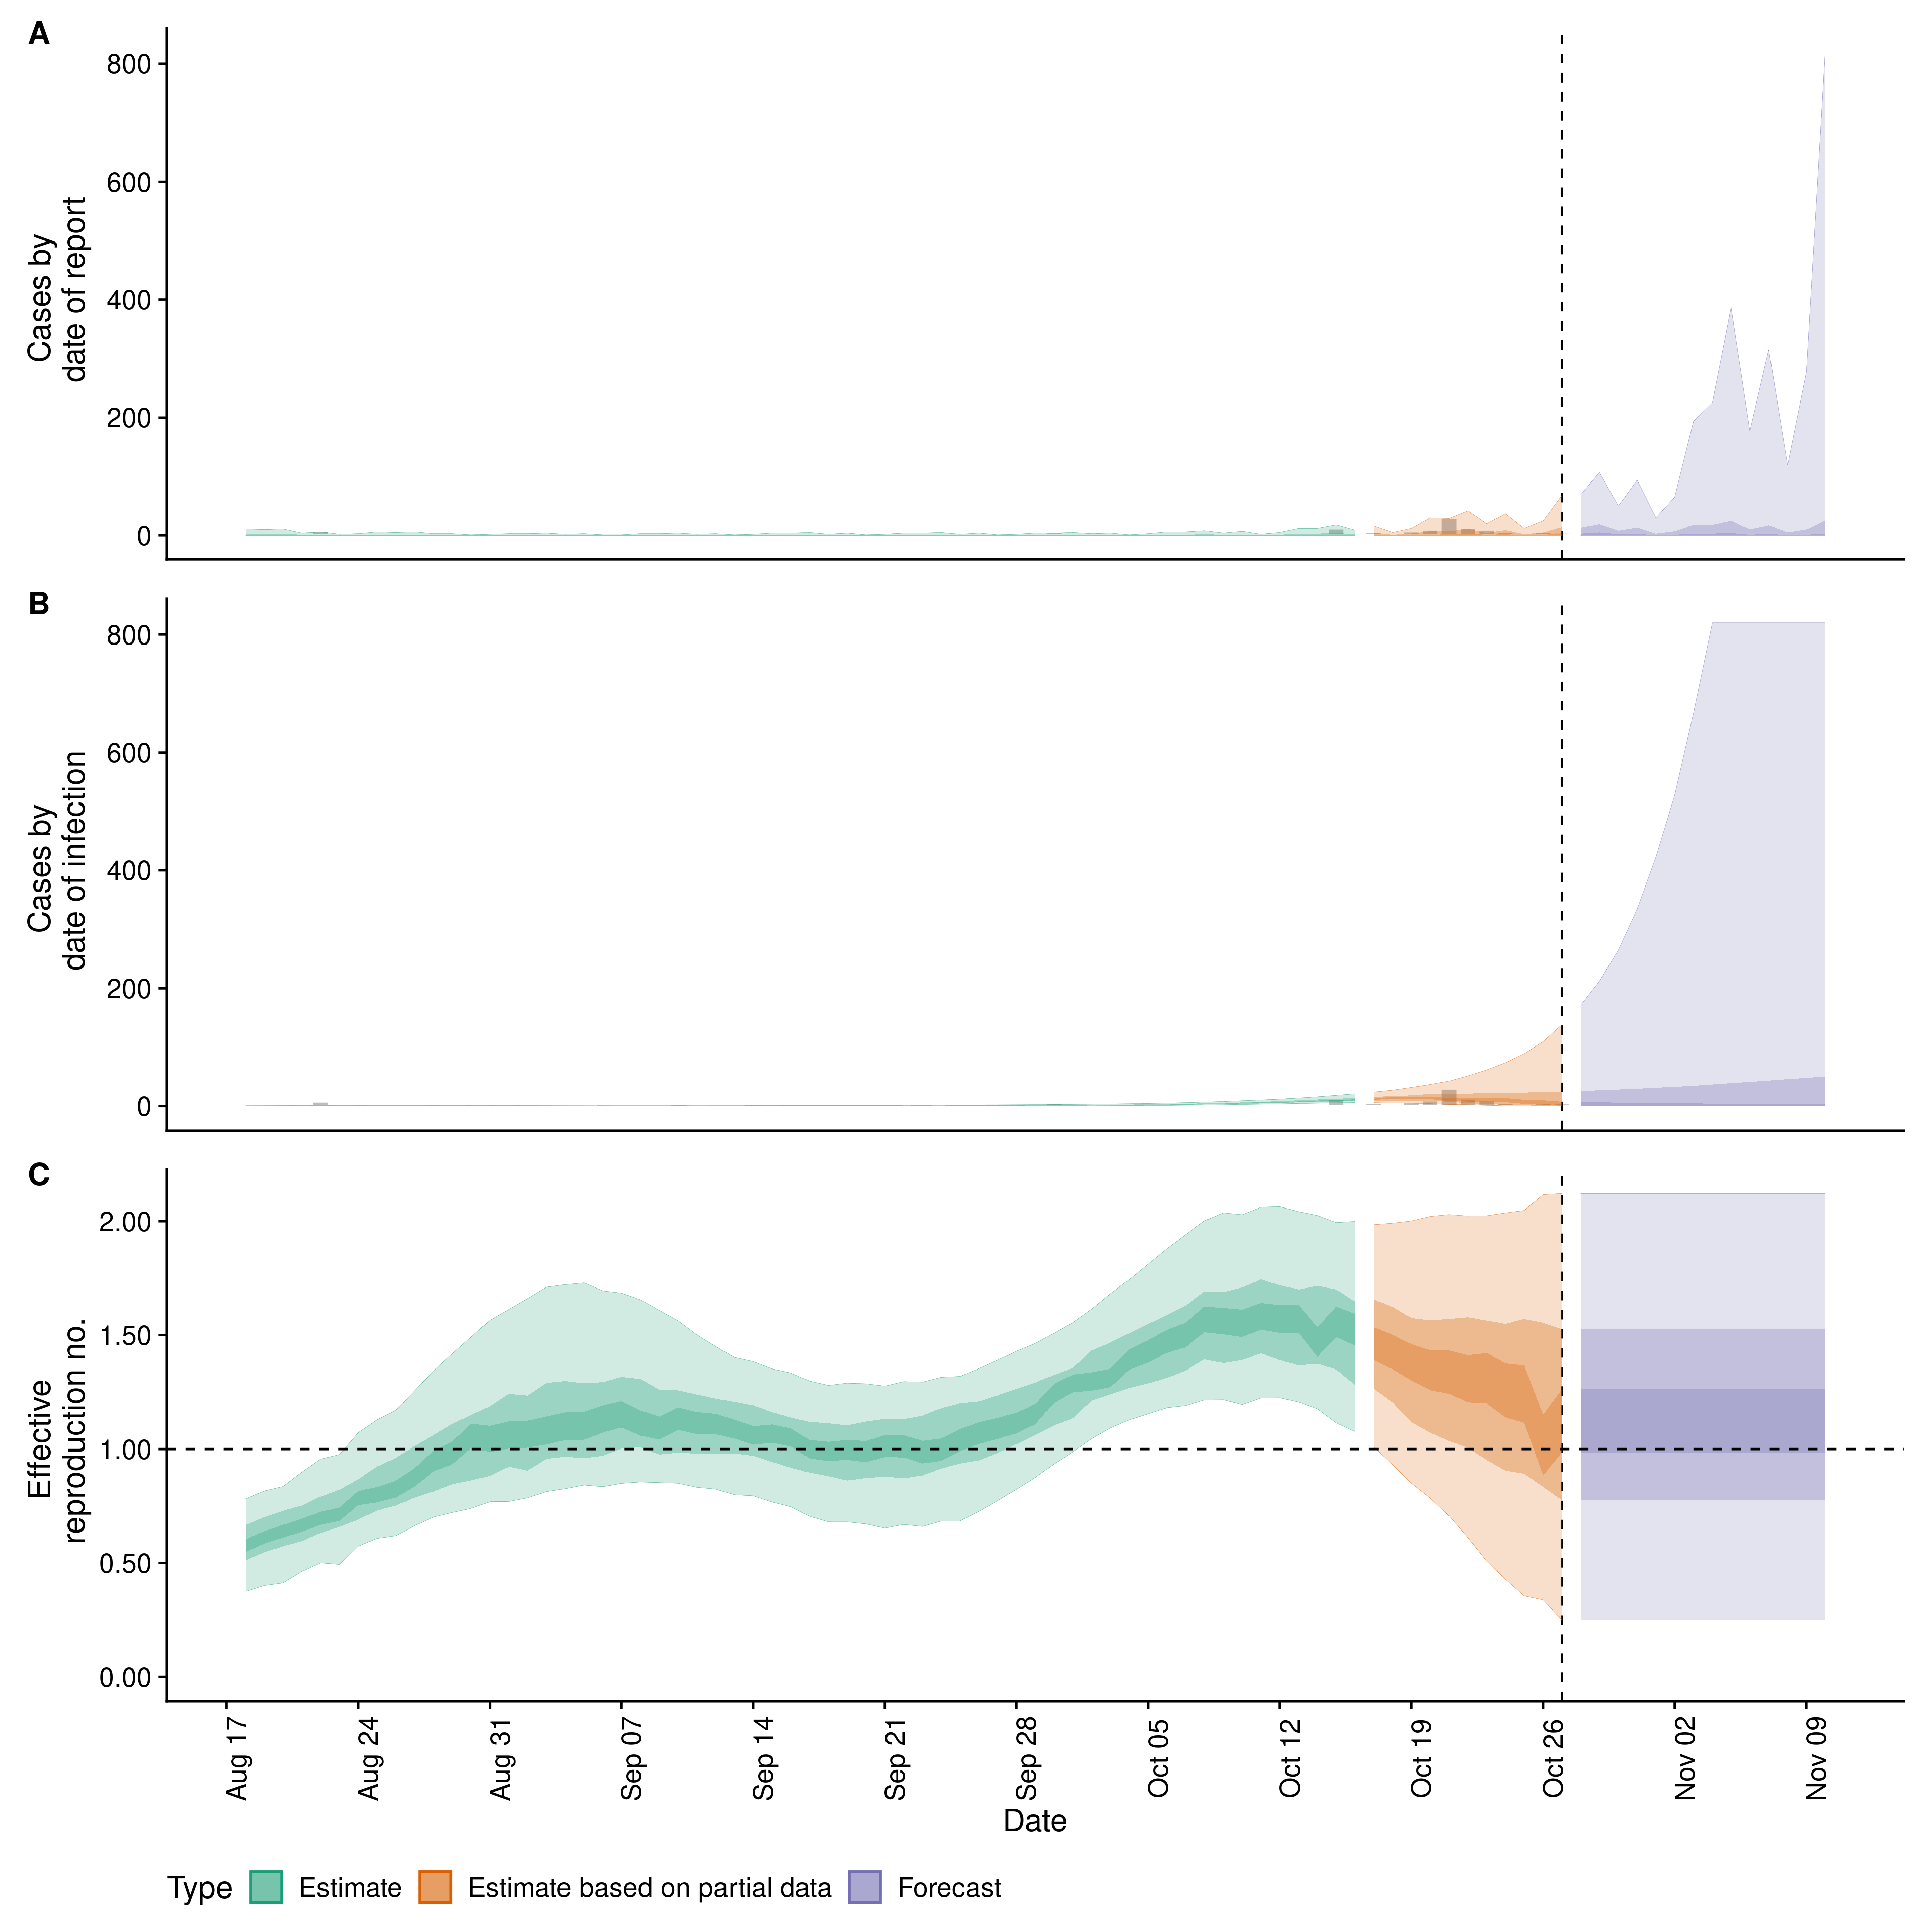 A
800
600
400
200
0
Cases by
date of report
B
800
600
400
200
0
Cases by
date of infection
C
2.00
1.50
1.00
0.50
0.00
Effective
reproduction no.
Aug 17
Aug 24
Aug 31
Sep 07
Sep 14
Sep 21
Sep 28
Oct 05
Oct 12
Oct 19
Oct 26
Nov 02
Nov 09
Date
Type Estimate Estimate based on partial data Forecast